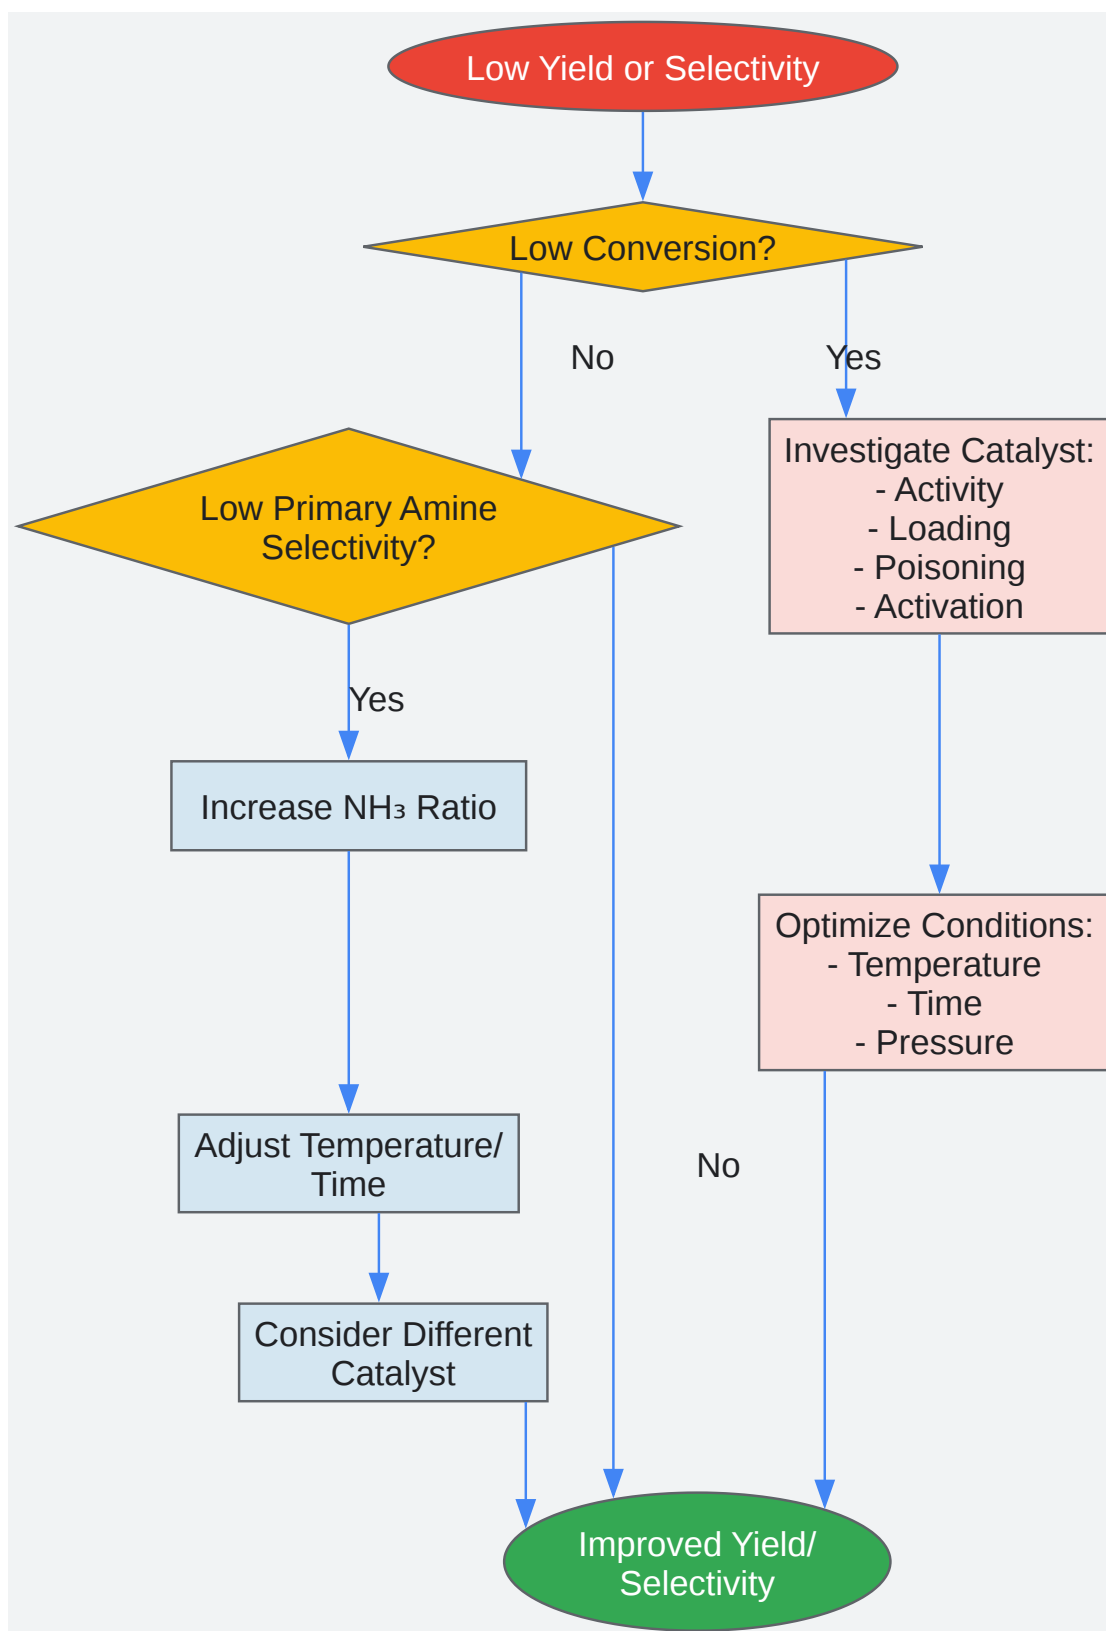 Low Yield or Selectivity
Low Conversion?
No
Yes
Investigate Catalyst:
- Activity
- Loading
- Poisoning
- Activation
Low Primary Amine
Selectivity?
Yes
Increase NH₃ Ratio
Optimize Conditions:
- Temperature
- Time
- Pressure
Adjust Temperature/
Time
No
Consider Different
Catalyst
Improved Yield/
Selectivity